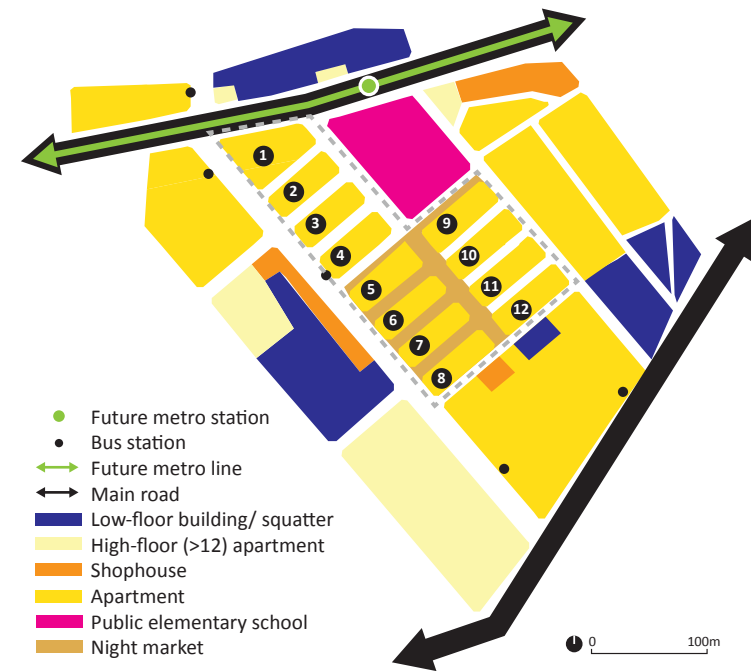 1
2
3
4
5
6
7
8
9
10
11
12
Future metro station
Bus station
Future metro line
Main road
Low-floor building/ squatter
High-floor (>12) apartment
Shophouse
Apartment
Public elementary school
Night market
0 100m